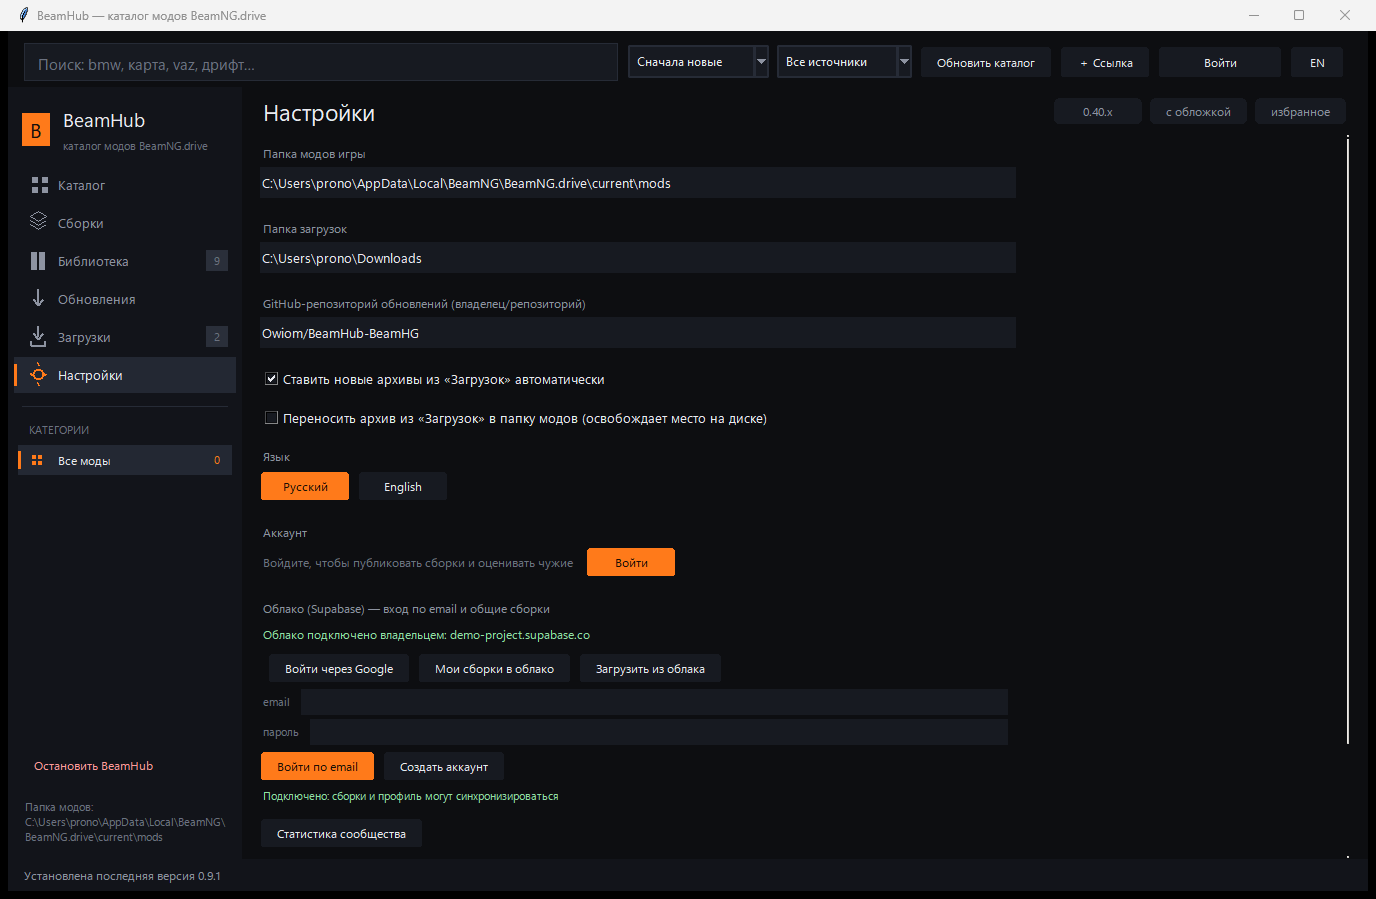 BeamHub — каталог модов BeamNG.drive
Поиск: bmw, карта, vaz, дрифт...
Сначала новые
Все источники
Обновить каталог
+ Ссылка
Войти
EN
B
BeamHub
каталог модов BeamNG.drive
Каталог
Сборки
Библиотека 9
Обновления
Загрузки 2
Настройки
КАТЕГОРИИ
Все моды 0
Остановить BeamHub
Папка модов:
C:\Users\prono\AppData\Local\BeamNG\
BeamNG.drive\current\mods
Настройки
0.40.x
с обложкой
избранное
Папка модов игры
C:\Users\prono\AppData\Local\BeamNG\BeamNG.drive\current\mods
Папка загрузок
C:\Users\prono\Downloads
GitHub-репозиторий обновлений (владелец/репозиторий)
Owiom/BeamHub-BeamHG
Ставить новые архивы из «Загрузок» автоматически
Переносить архив из «Загрузок» в папку модов (освобождает место на диске)
Язык
Русский
English
Аккаунт
Войдите, чтобы публиковать сборки и оценивать чужие
Войти
Облако (Supabase) — вход по email и общие сборки
Облако подключено владельцем: demo-project.supabase.co
Войти через Google
Мои сборки в облако
Загрузить из облака
email
пароль
Войти по email
Создать аккаунт
Подключено: сборки и профиль могут синхронизироваться
Статистика сообщества
Установлена последняя версия 0.9.1